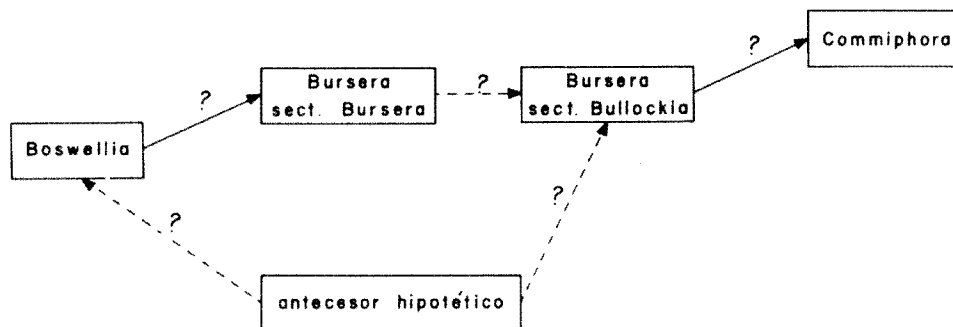 ?
Commiphora
?
Bursera
sect. Bursera
?
Bursera
sect. Bullockia
Boswellia
?
?
antecesor hipotético